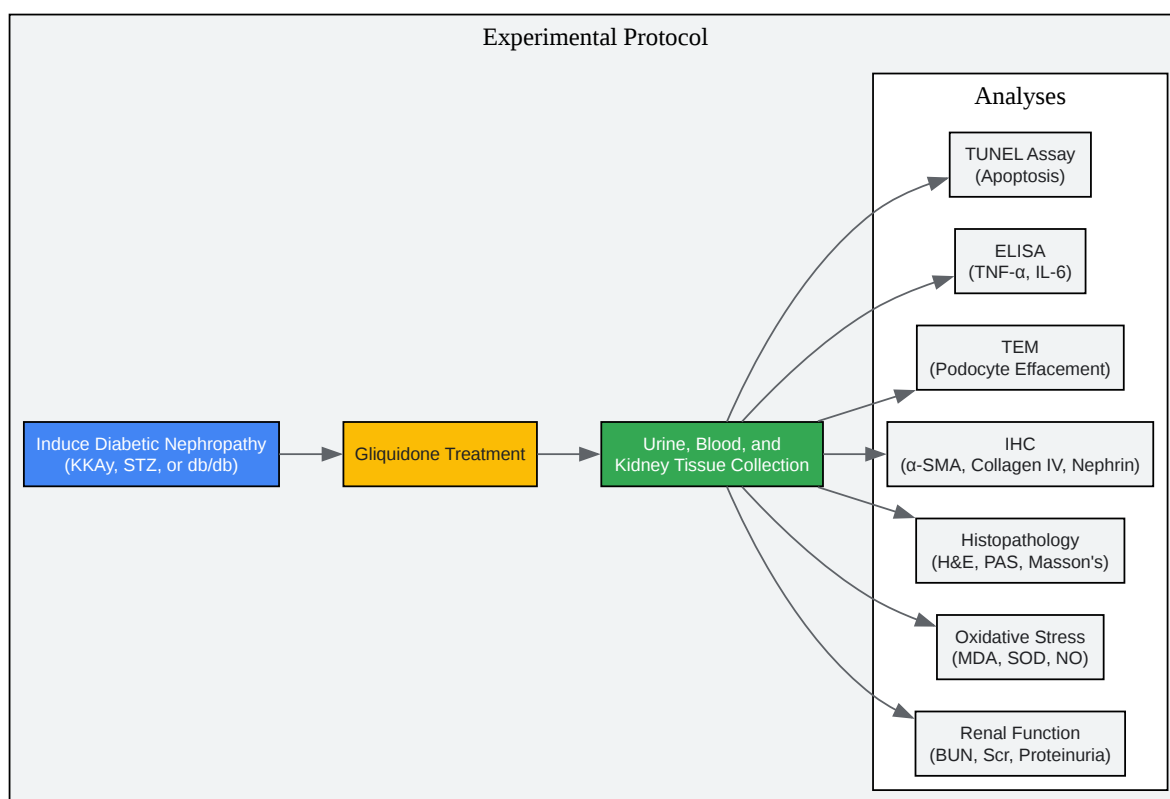 Experimental Protocol
Analyses
TUNEL Assay
(Apoptosis)
ELISA
(TNF-α, IL-6)
TEM
(Podocyte Effacement)
Induce Diabetic Nephropathy
(KKAy, STZ, or db/db)
Gliquidone Treatment
Urine, Blood, and
Kidney Tissue Collection
IHC
(α-SMA, Collagen IV, Nephrin)
Histopathology
(H&E, PAS, Masson's)
Oxidative Stress
(MDA, SOD, NO)
Renal Function
(BUN, Scr, Proteinuria)